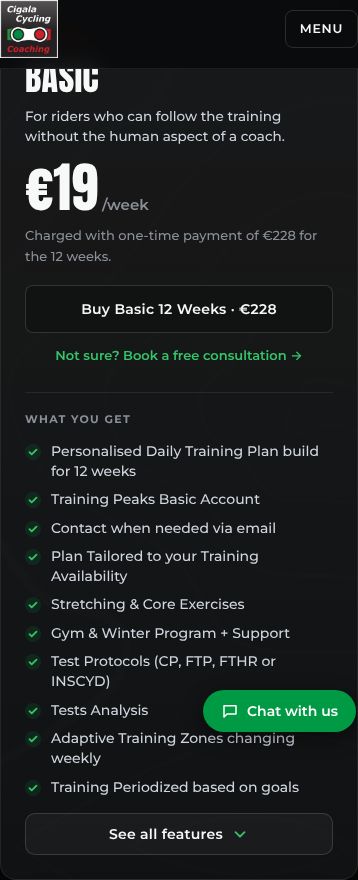 Cigala
Cycling
Coaching
MENU
BASIC
For riders who can follow the training
without the human aspect of a coach.
€19 /week
Charged with one-time payment of €228 for
the 12 weeks.
Buy Basic 12 Weeks · €228
Not sure? Book a free consultation →
WHAT YOU GET
Personalised Daily Training Plan build
for 12 weeks
Training Peaks Basic Account
Contact when needed via email
Plan Tailored to your Training
Availability
Stretching & Core Exercises
Gym & Winter Program + Support
Test Protocols (CP, FTP, FTHR or
INSCYD)
Tests Analysis
Chat with us
Adaptive Training Zones changing
weekly
Training Periodized based on goals
See all features